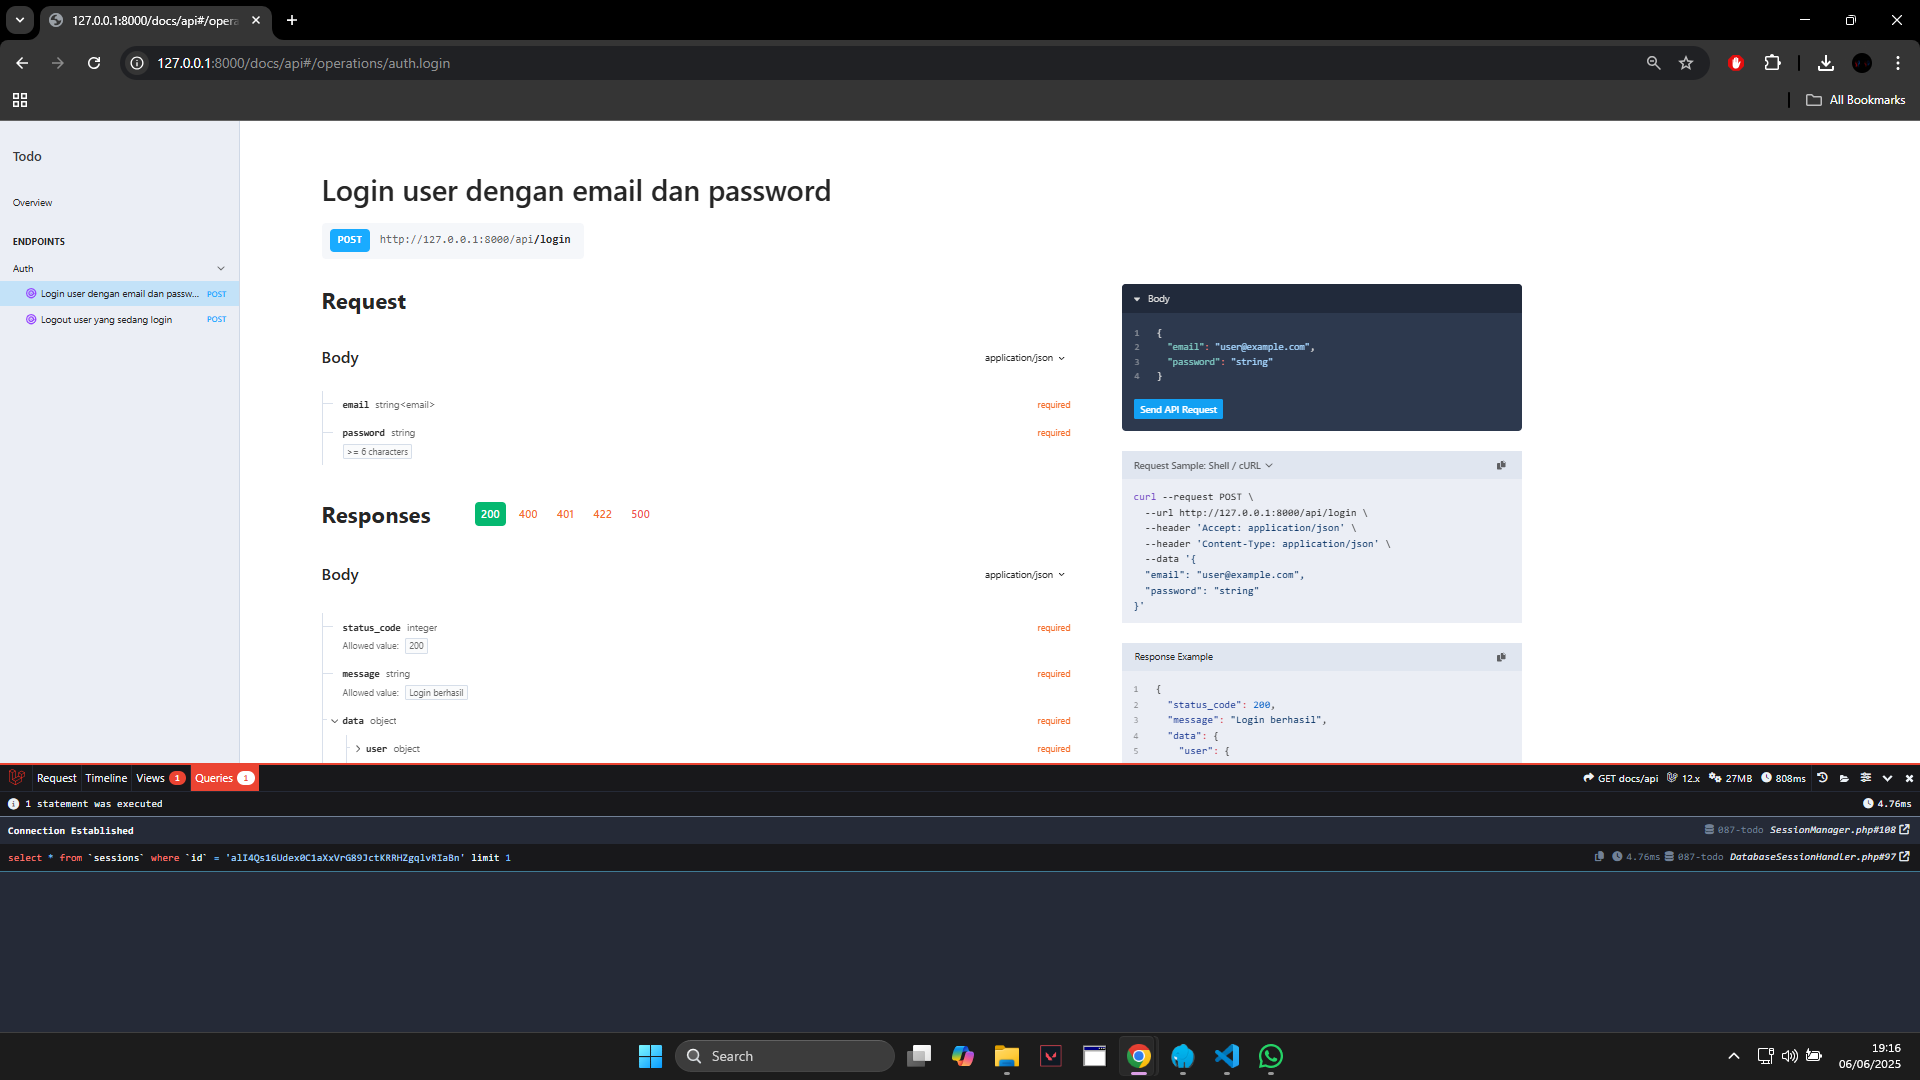 127.0.0.1:8000/docs/api#/opera
127.0.0.1:8000/docs/api#/operations/auth.login
All Bookmarks
Todo
Overview
ENDPOINTS
Auth
Login user dengan email dan passw... POST
Logout user yang sedang login POST
Login user dengan email dan password
POST http://127.0.0.1:8000/api/login
Request
Body application/json
email string<email> required
password string required
>= 6 characters
Responses 200 400 401 422 500
Body application/json
status_code integer required
Allowed value: 200
message string required
Allowed value: Login berhasil
data object required
user object required
Body
1 {
2 "email": "user@example.com",
3 "password": "string"
4 }
Send API Request
Request Sample: Shell / cURL
curl --request POST \
--url http://127.0.0.1:8000/api/login \
--header 'Accept: application/json' \
--header 'Content-Type: application/json' \
--data '{
"email": "user@example.com",
"password": "string"
}'
Response Example
1 {
2 "status_code": 200,
3 "message": "Login berhasil",
4 "data": {
5 "user": {
Request Timeline Views 1 Queries 1 GET docs/api 12.x 27MB 808ms
1 statement was executed 4.76ms
Connection Established 087-todo SessionManager.php#108
select * from `sessions` where `id` = 'alI4Qs16Udex0C1aXxVrG89JctKRRHZgqlvRIaBn' limit 1 4.76ms 087-todo DatabaseSessionHandler.php#97
Search
19:16
06/06/2025